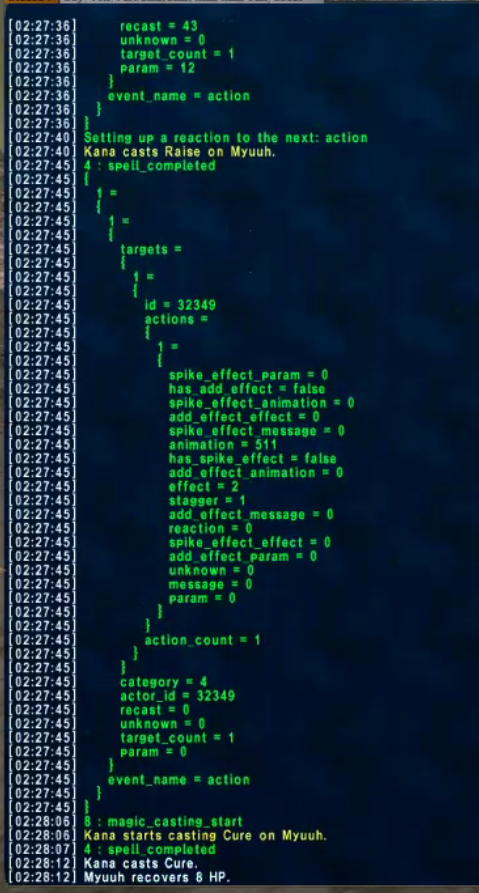 [02:27:36] recast = 43
[02:27:36] unknown = 0
[02:27:36] target_count = 1
[02:27:36] param = 12
[02:27:36] }
[02:27:36] event_name = action
[02:27:36] }
[02:27:36] }
[02:27:40] Setting up a reaction to the next: action
[02:27:40] Kana casts Raise on Myuuh.
[02:27:45] 4 : spell_completed
[02:27:45] {
[02:27:45] 1 =
[02:27:45] {
[02:27:45] 1 =
[02:27:45] {
[02:27:45] targets =
[02:27:45] {
[02:27:45] 1 =
[02:27:45] {
[02:27:45] id = 32349
[02:27:45] actions =
[02:27:45] {
[02:27:45] 1 =
[02:27:45] {
[02:27:45] spike_effect_param = 0
[02:27:45] has_add_effect = false
[02:27:45] spike_effect_animation = 0
[02:27:45] add_effect_effect = 0
[02:27:45] spike_effect_message = 0
[02:27:45] animation = 511
[02:27:45] has_spike_effect = false
[02:27:45] add_effect_animation = 0
[02:27:45] effect = 2
[02:27:45] stagger = 1
[02:27:45] add_effect_message = 0
[02:27:45] reaction = 0
[02:27:45] spike_effect_effect = 0
[02:27:45] add_effect_param = 0
[02:27:45] unknown = 0
[02:27:45] message = 0
[02:27:45] param = 0
[02:27:45] }
[02:27:45] }
[02:27:45] action_count = 1
[02:27:45] }
[02:27:45] }
[02:27:45] category = 4
[02:27:45] actor_id = 32349
[02:27:45] recast = 0
[02:27:45] unknown = 0
[02:27:45] target_count = 1
[02:27:45] param = 0
[02:27:45] }
[02:27:45] event_name = action
[02:27:45] }
[02:27:45] }
[02:28:06] 8 : magic_casting_start
[02:28:06] Kana starts casting Cure on Myuuh.
[02:28:07] 4 : spell_completed
[02:28:12] Kana casts Cure.
[02:28:12] Myuuh recovers 8 HP.